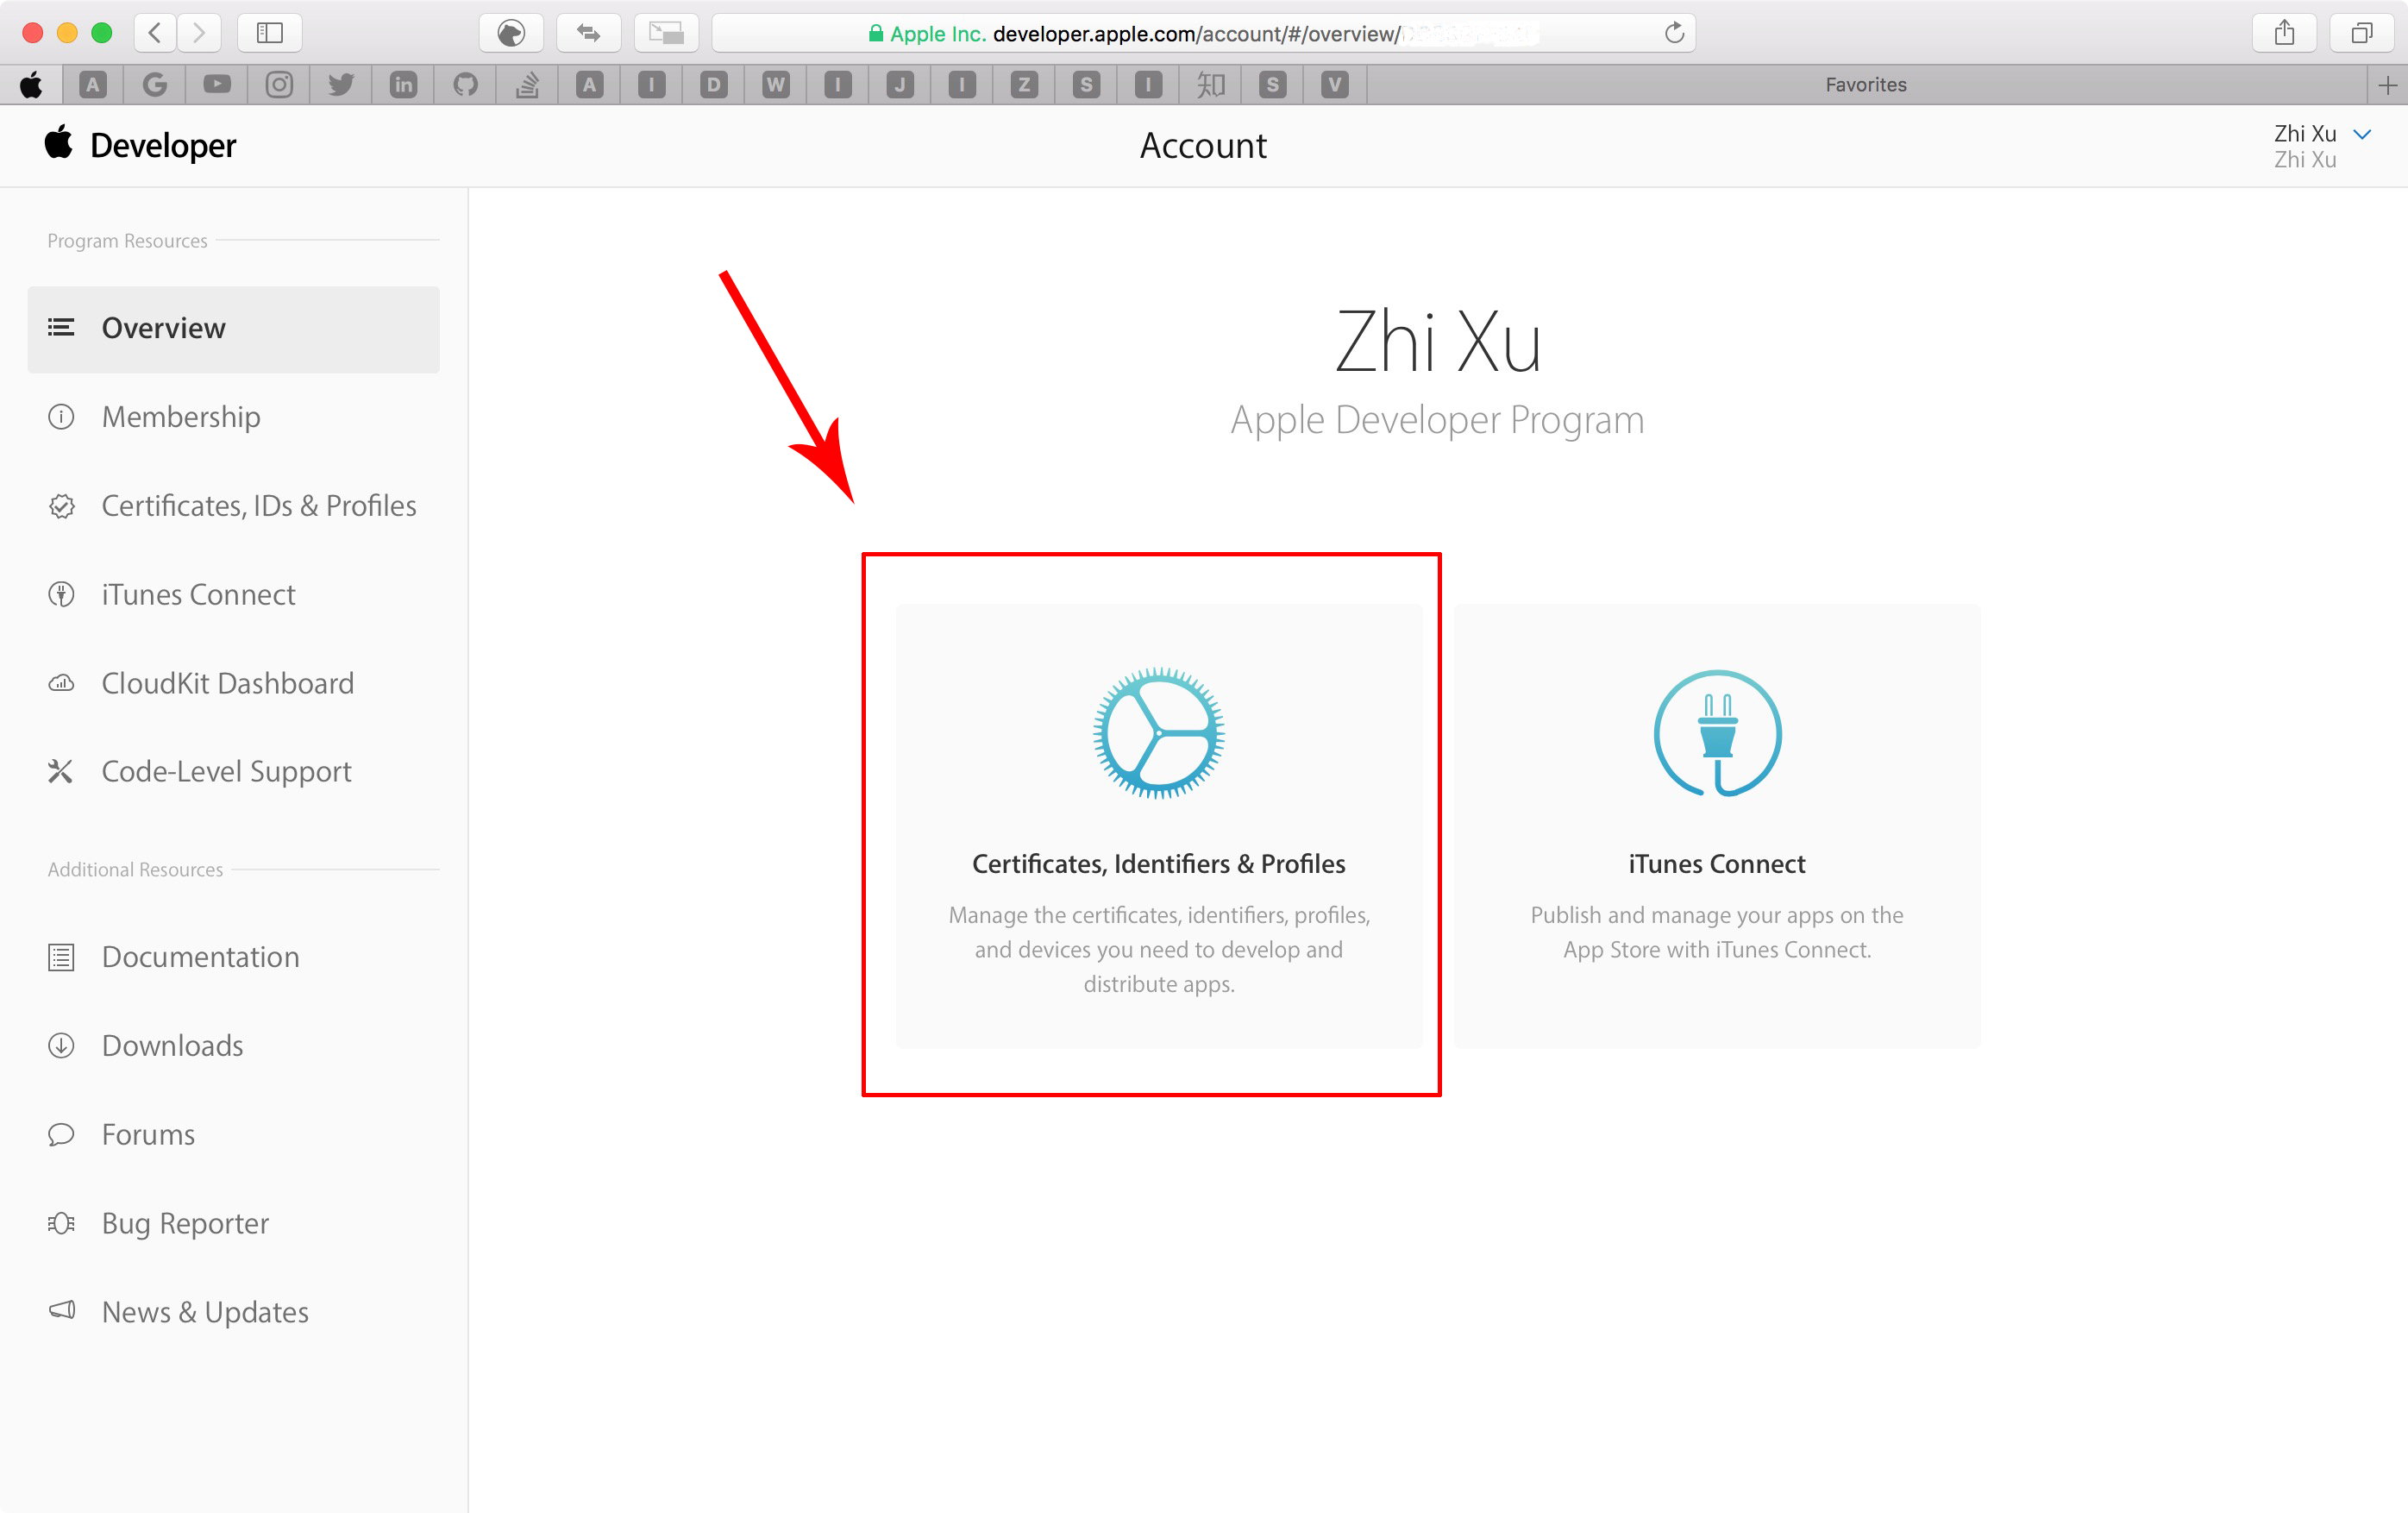 Apple Inc. developer.apple.com/account/#/overview/
A
A
I
D
W
I
J
I
Z
S
I
知
S
V
Favorites
Developer
Account
Zhi Xu
Zhi Xu
Program Resources
Overview
Membership
Certificates, IDs & Profiles
iTunes Connect
CloudKit Dashboard
Code-Level Support
Additional Resources
Documentation
Downloads
Forums
Bug Reporter
News & Updates
Zhi Xu
Apple Developer Program
Certificates, Identifiers & Profiles
Manage the certificates, identifiers, profiles,
and devices you need to develop and
distribute apps.
iTunes Connect
Publish and manage your apps on the
App Store with iTunes Connect.